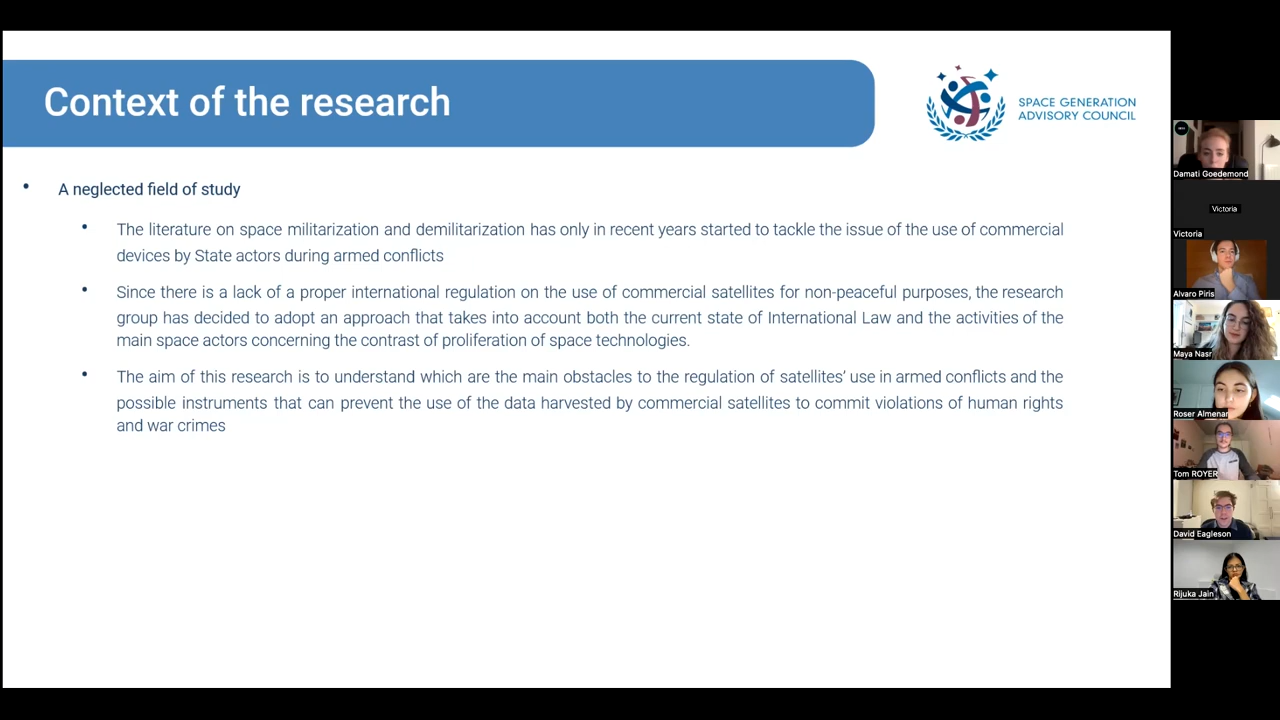 Context of the research
SPACE GENERATION
ADVISORY COUNCIL
• A neglected field of study
• The literature on space militarization and demilitarization has only in recent years started to tackle the issue of the use of commercial
devices by State actors during armed conflicts
• Since there is a lack of a proper international regulation on the use of commercial satellites for non-peaceful purposes, the research
group has decided to adopt an approach that takes into account both the current state of International Law and the activities of the
main space actors concerning the contrast of proliferation of space technologies.
• The aim of this research is to understand which are the main obstacles to the regulation of satellites’ use in armed conflicts and the
possible instruments that can prevent the use of the data harvested by commercial satellites to commit violations of human rights
and war crimes
Damati Goedemond
Victoria
Victoria
Alvaro Piris
Maya Nasr
Roser Almenar
Tom ROYER
David Eagleson
Rijuka Jain